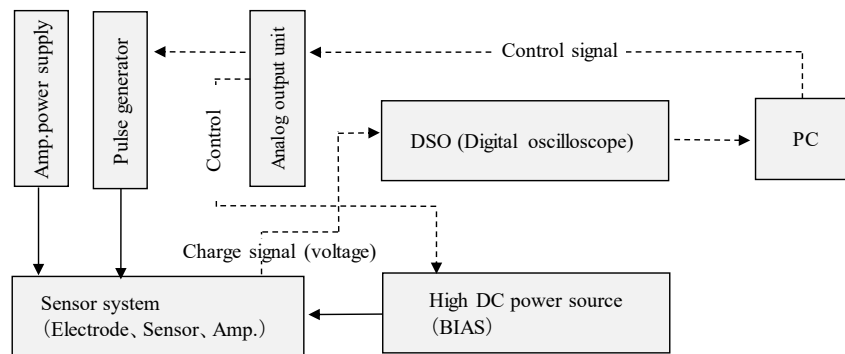 Amp.power supply
Pulse generator
Analog output unit
Control signal
Control
DSO (Digital oscilloscope)
PC
Charge signal (voltage)
Sensor system
（Electrode、Sensor、Amp.）
High DC power source
（BIAS）